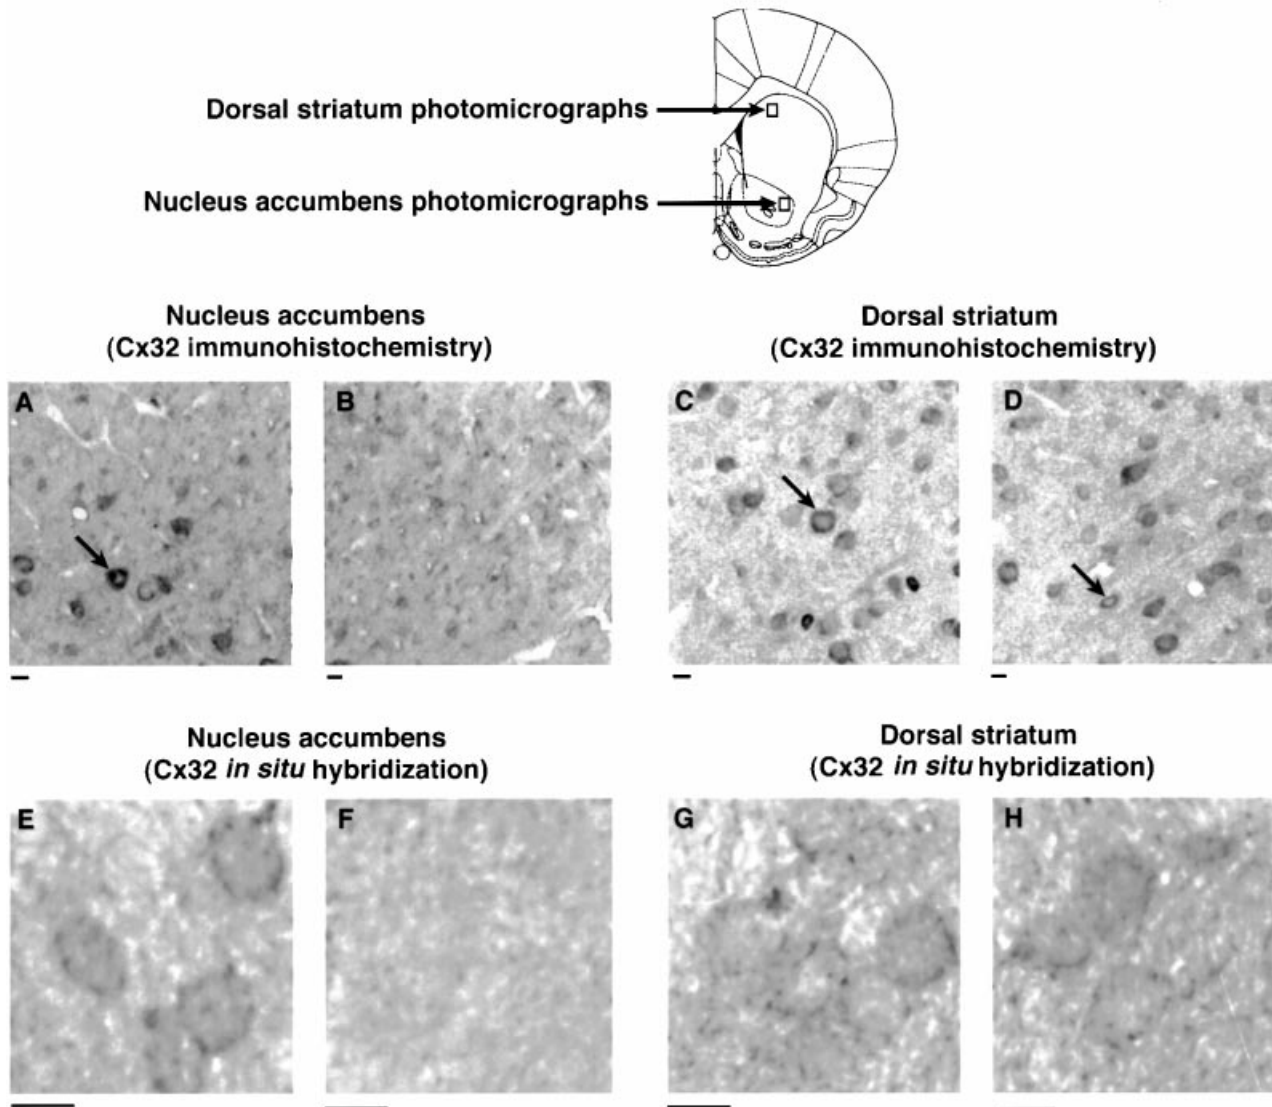 Dorsal striatum photomicrographs
Nucleus accumbens photomicrographs
Nucleus accumbens
(Cx32 immunohistochemistry)
Dorsal striatum
(Cx32 immunohistochemistry)
A
B
C
D
Nucleus accumbens
(Cx32 in situ hybridization)
Dorsal striatum
(Cx32 in situ hybridization)
E
F
G
H